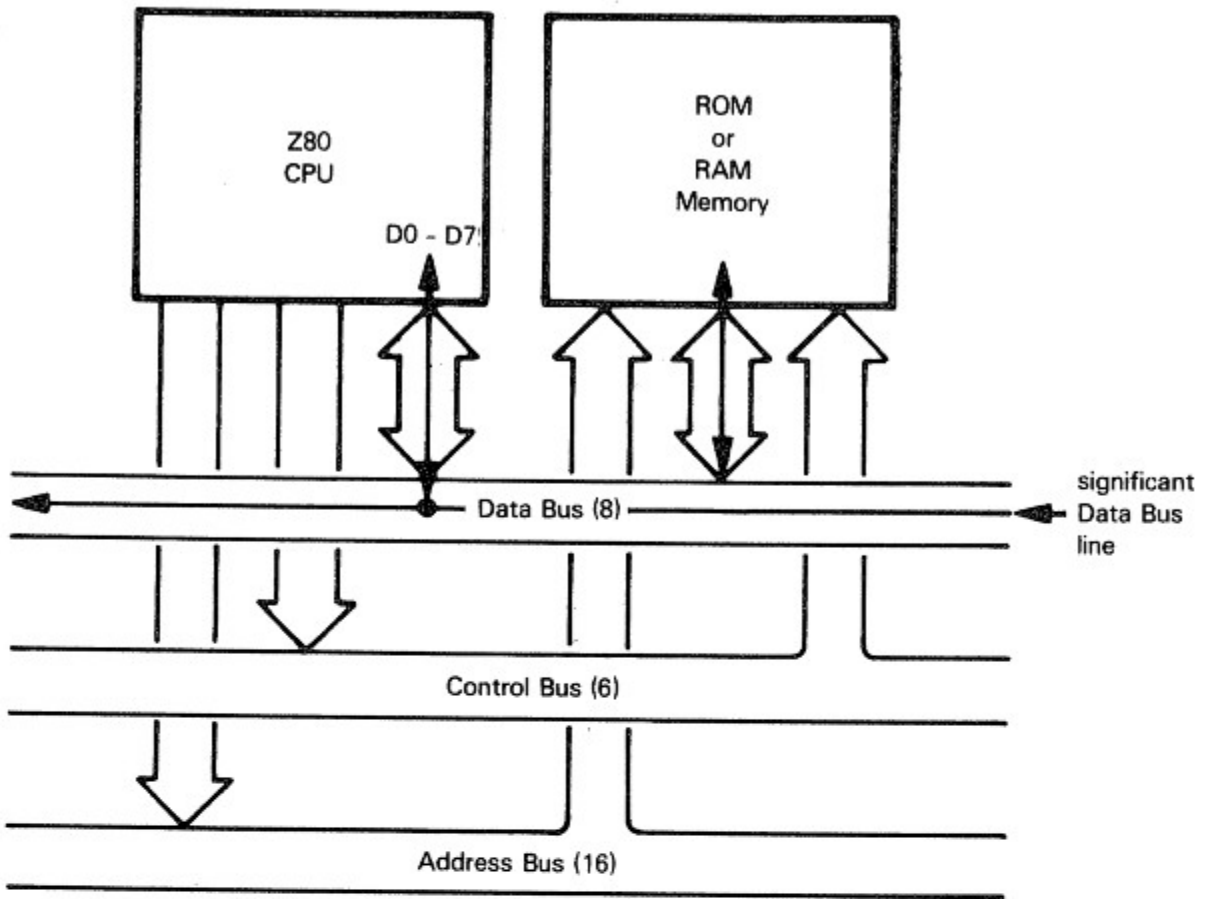 Z80
CPU
D0 - D7
ROM
or
RAM
Memory
Data Bus (8)
significant
Data Bus
line
Control Bus (6)
Address Bus (16)